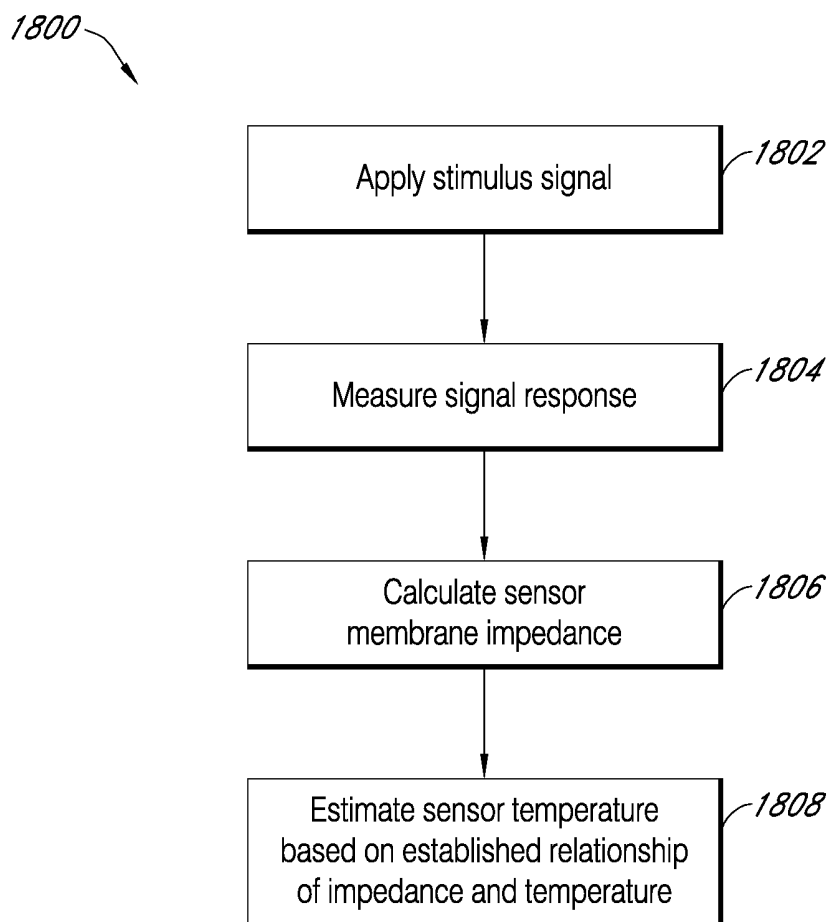 1800
Apply stimulus signal
1802
Measure signal response
1804
Calculate sensor
membrane impedance
1806
Estimate sensor temperature
based on established relationship
of impedance and temperature
1808